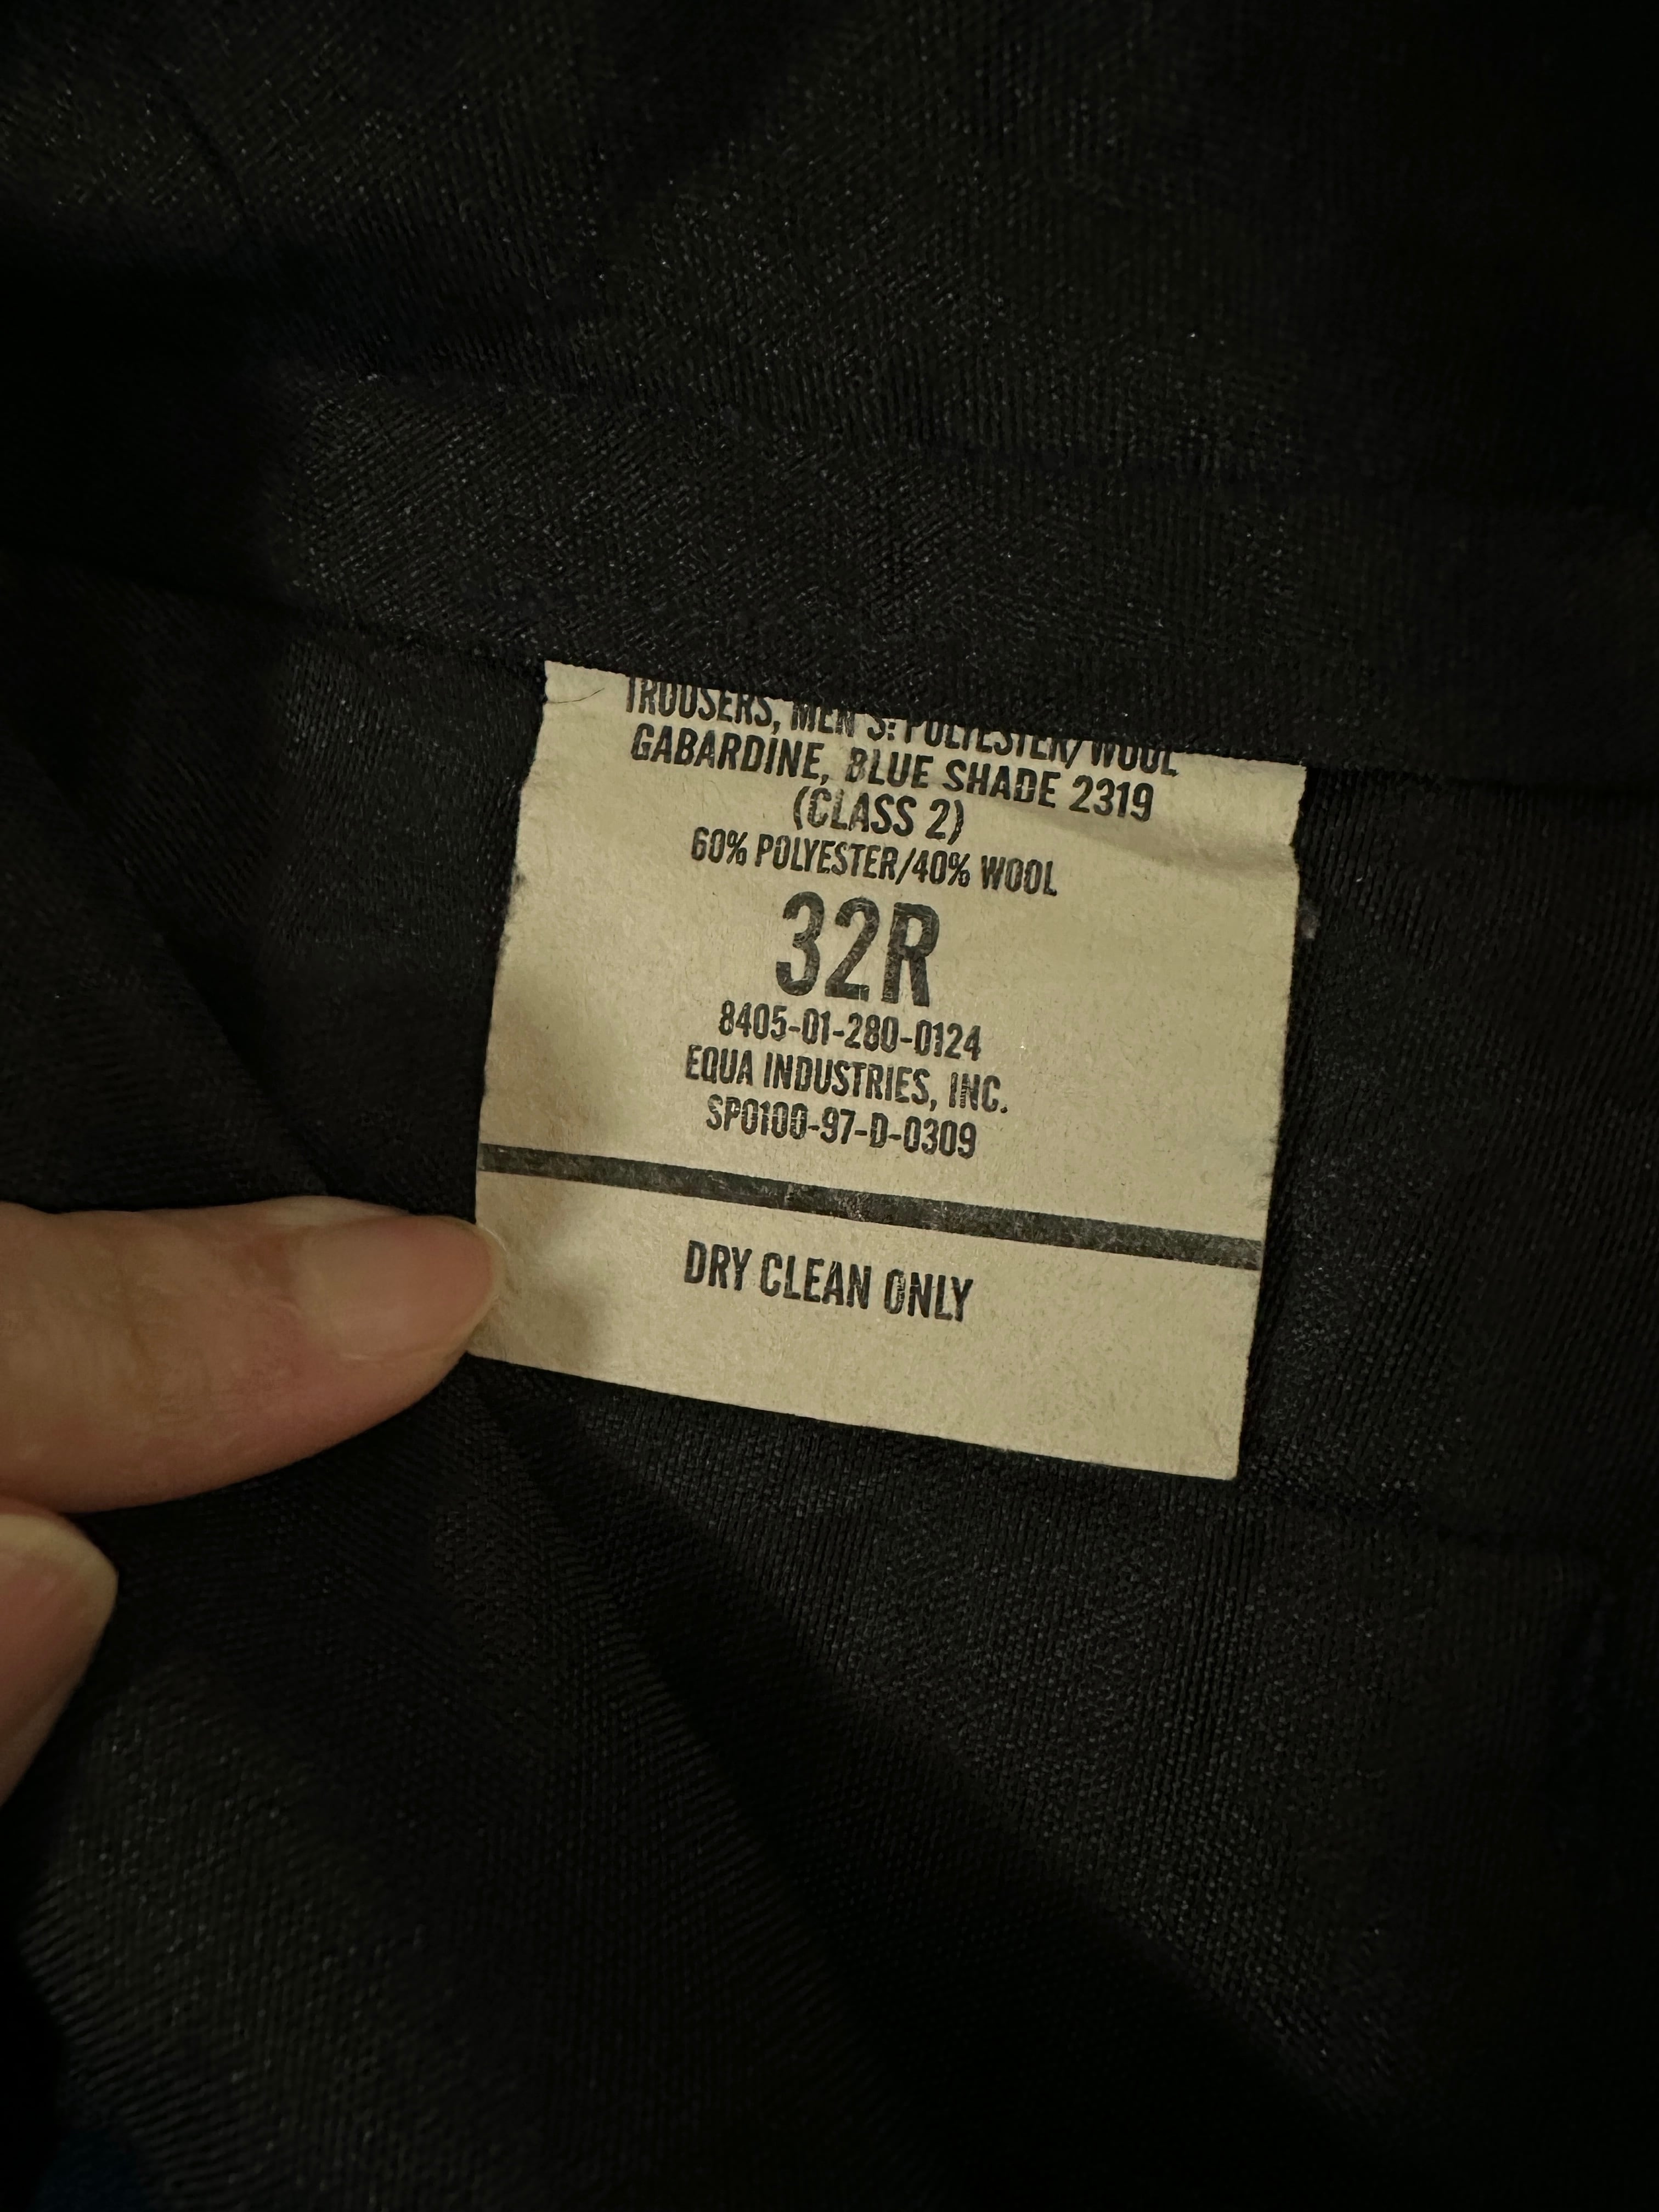 TROUSERS, MEN'S: POLYESTER/WOOL
GABARDINE, BLUE SHADE 2319
(CLASS 2)
60% POLYESTER/40% WOOL
32R
8405-01-280-0124
EQUA INDUSTRIES, INC.
SPO100-97-D-0309
DRY CLEAN ONLY